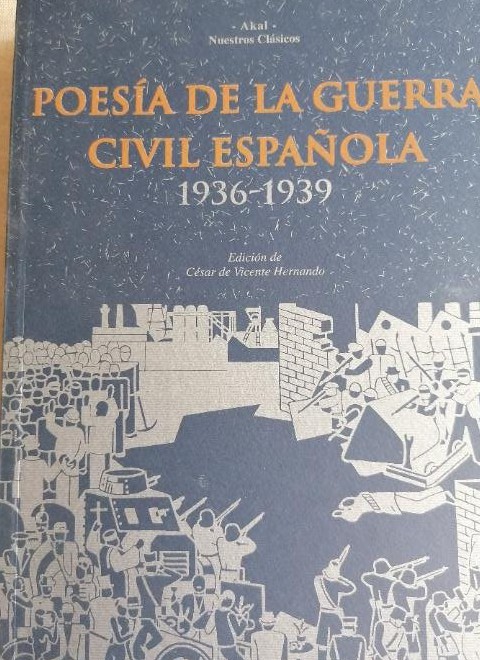 - Akal -
Nuestros Clásicos
POESÍA DE LA GUERRA
CIVIL ESPAÑOLA
1936-1939
Edición de
César de Vicente Hernando